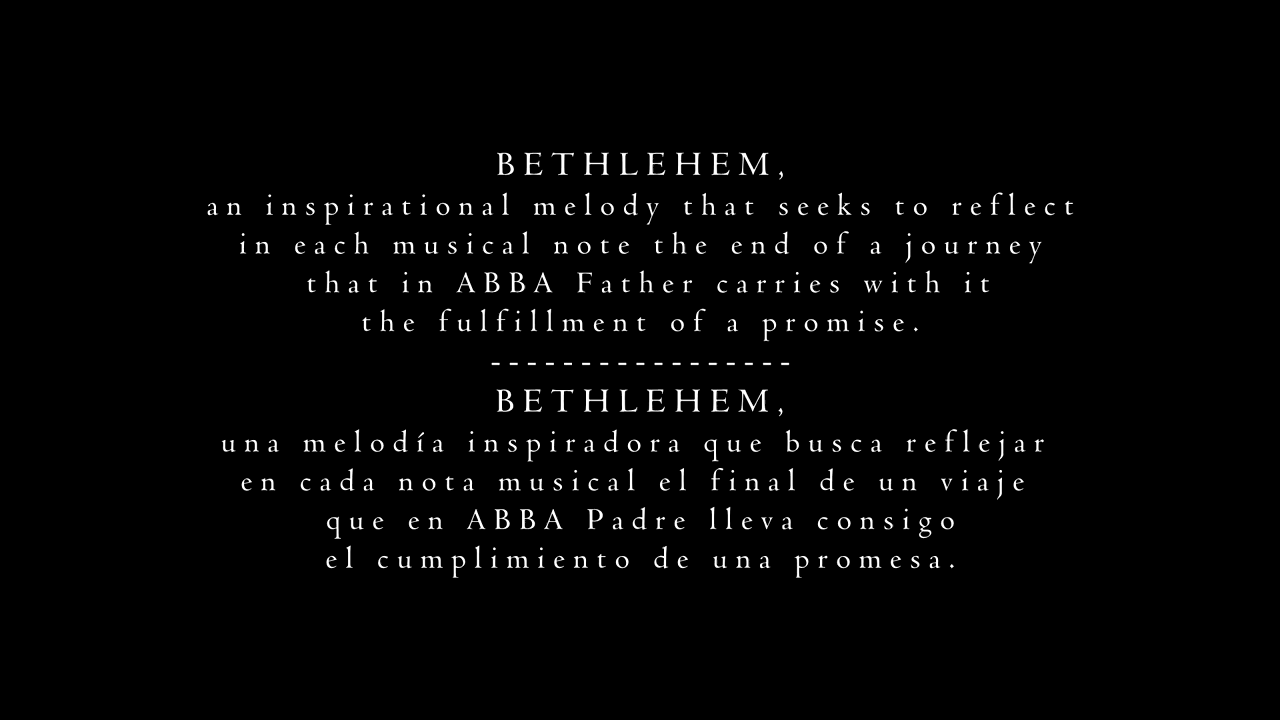 BETHLEHEM,
an inspirational melody that seeks to reflect
in each musical note the end of a journey
that in ABBA Father carries with it
the fulfillment of a promise.
-----------------
BETHLEHEM,
una melodía inspiradora que busca reflejar
en cada nota musical el final de un viaje
que en ABBA Padre lleva consigo
el cumplimiento de una promesa.